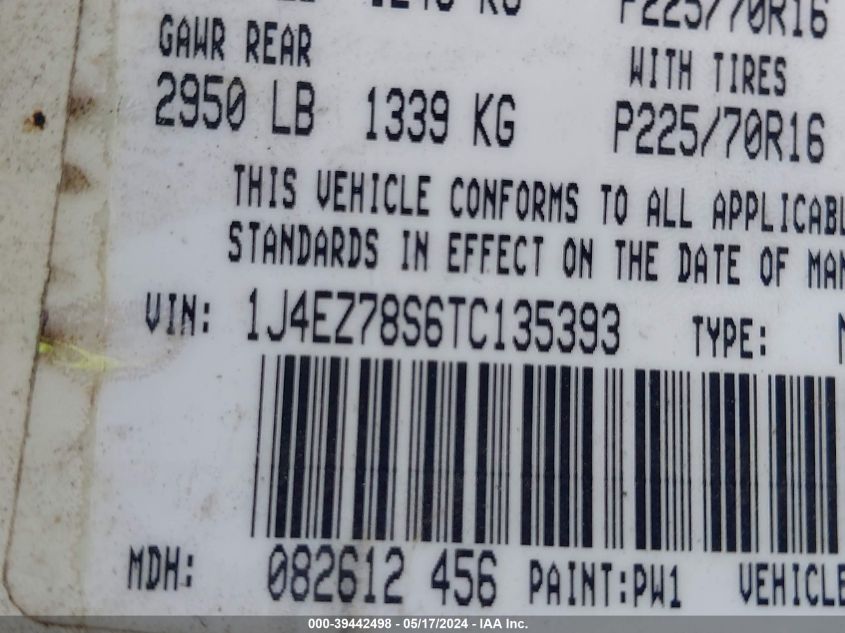 P225/70R16
GAWR REAR
WITH TIRES
2950 LB 1339 KG P225/70R16
THIS VEHICLE CONFORMS TO ALL
STANDARDS IN EFFECT ON THE DATE OF
VIN: 1J4EZ78S6TC135393 TYPE:
MDH: 082612 456 PAINT:PW1 VEHICLE
000-39442498 - 05/17/2024 - IAA Inc.